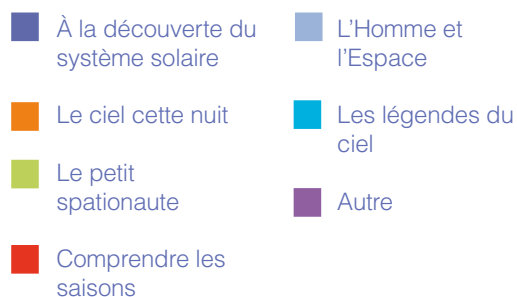 À la découverte du
système solaire
Le ciel cette nuit
Le petit
spationaute
Comprendre les
saisons
L'Homme et
l'Espace
Les légendes du
ciel
Autre